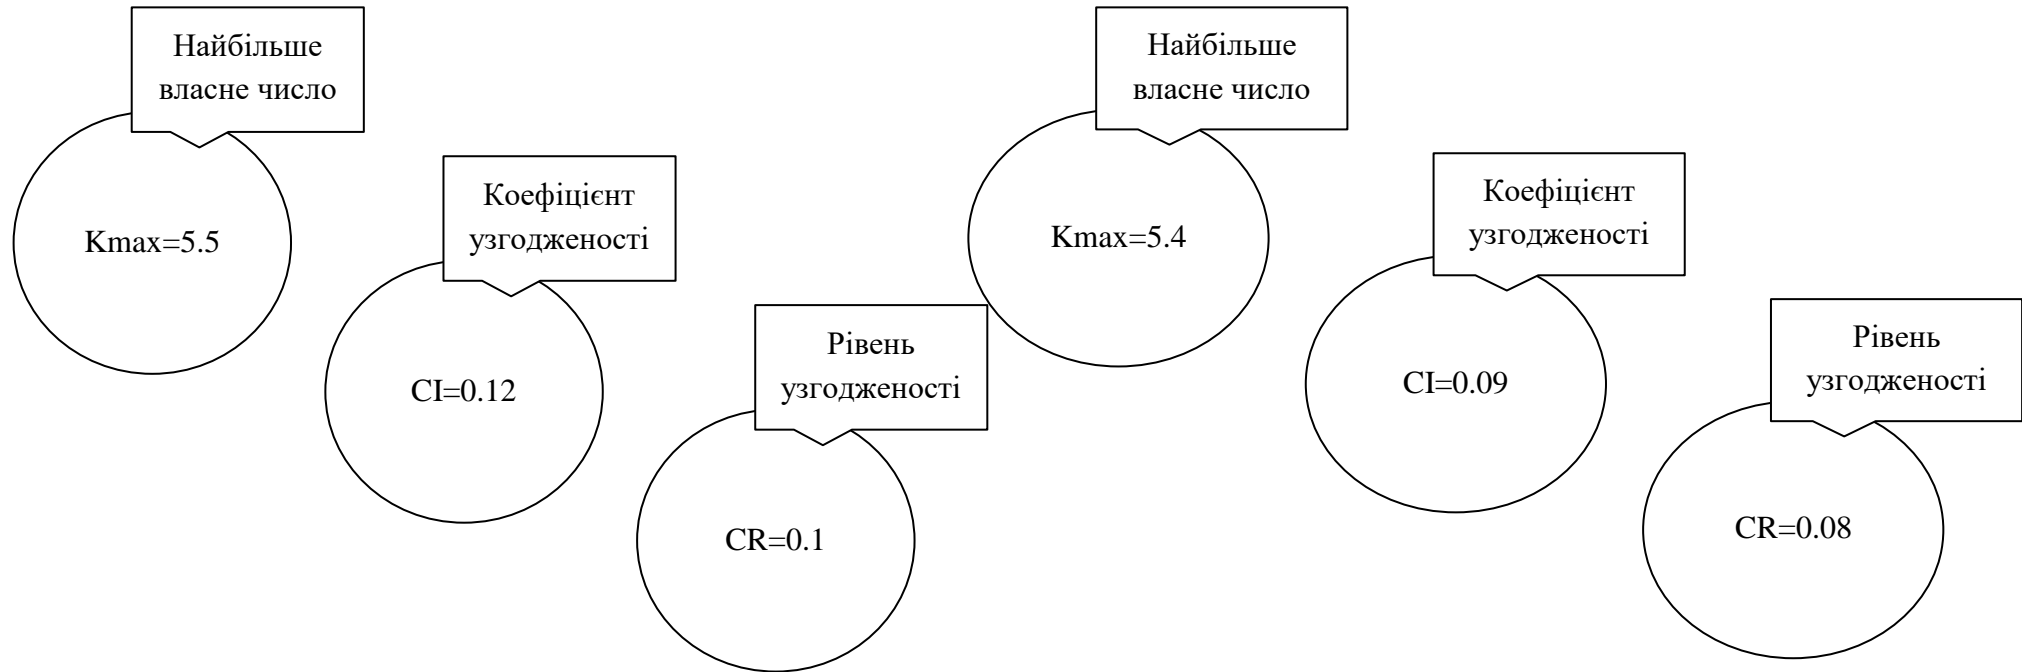 Найбільше
власне число
Kmax=5.5
Коефіцієнт
узгодженості
CI=0.12
Рівень
узгодженості
CR=0.1
Найбільше
власне число
Kmax=5.4
Коефіцієнт
узгодженості
CI=0.09
Рівень
узгодженості
CR=0.08